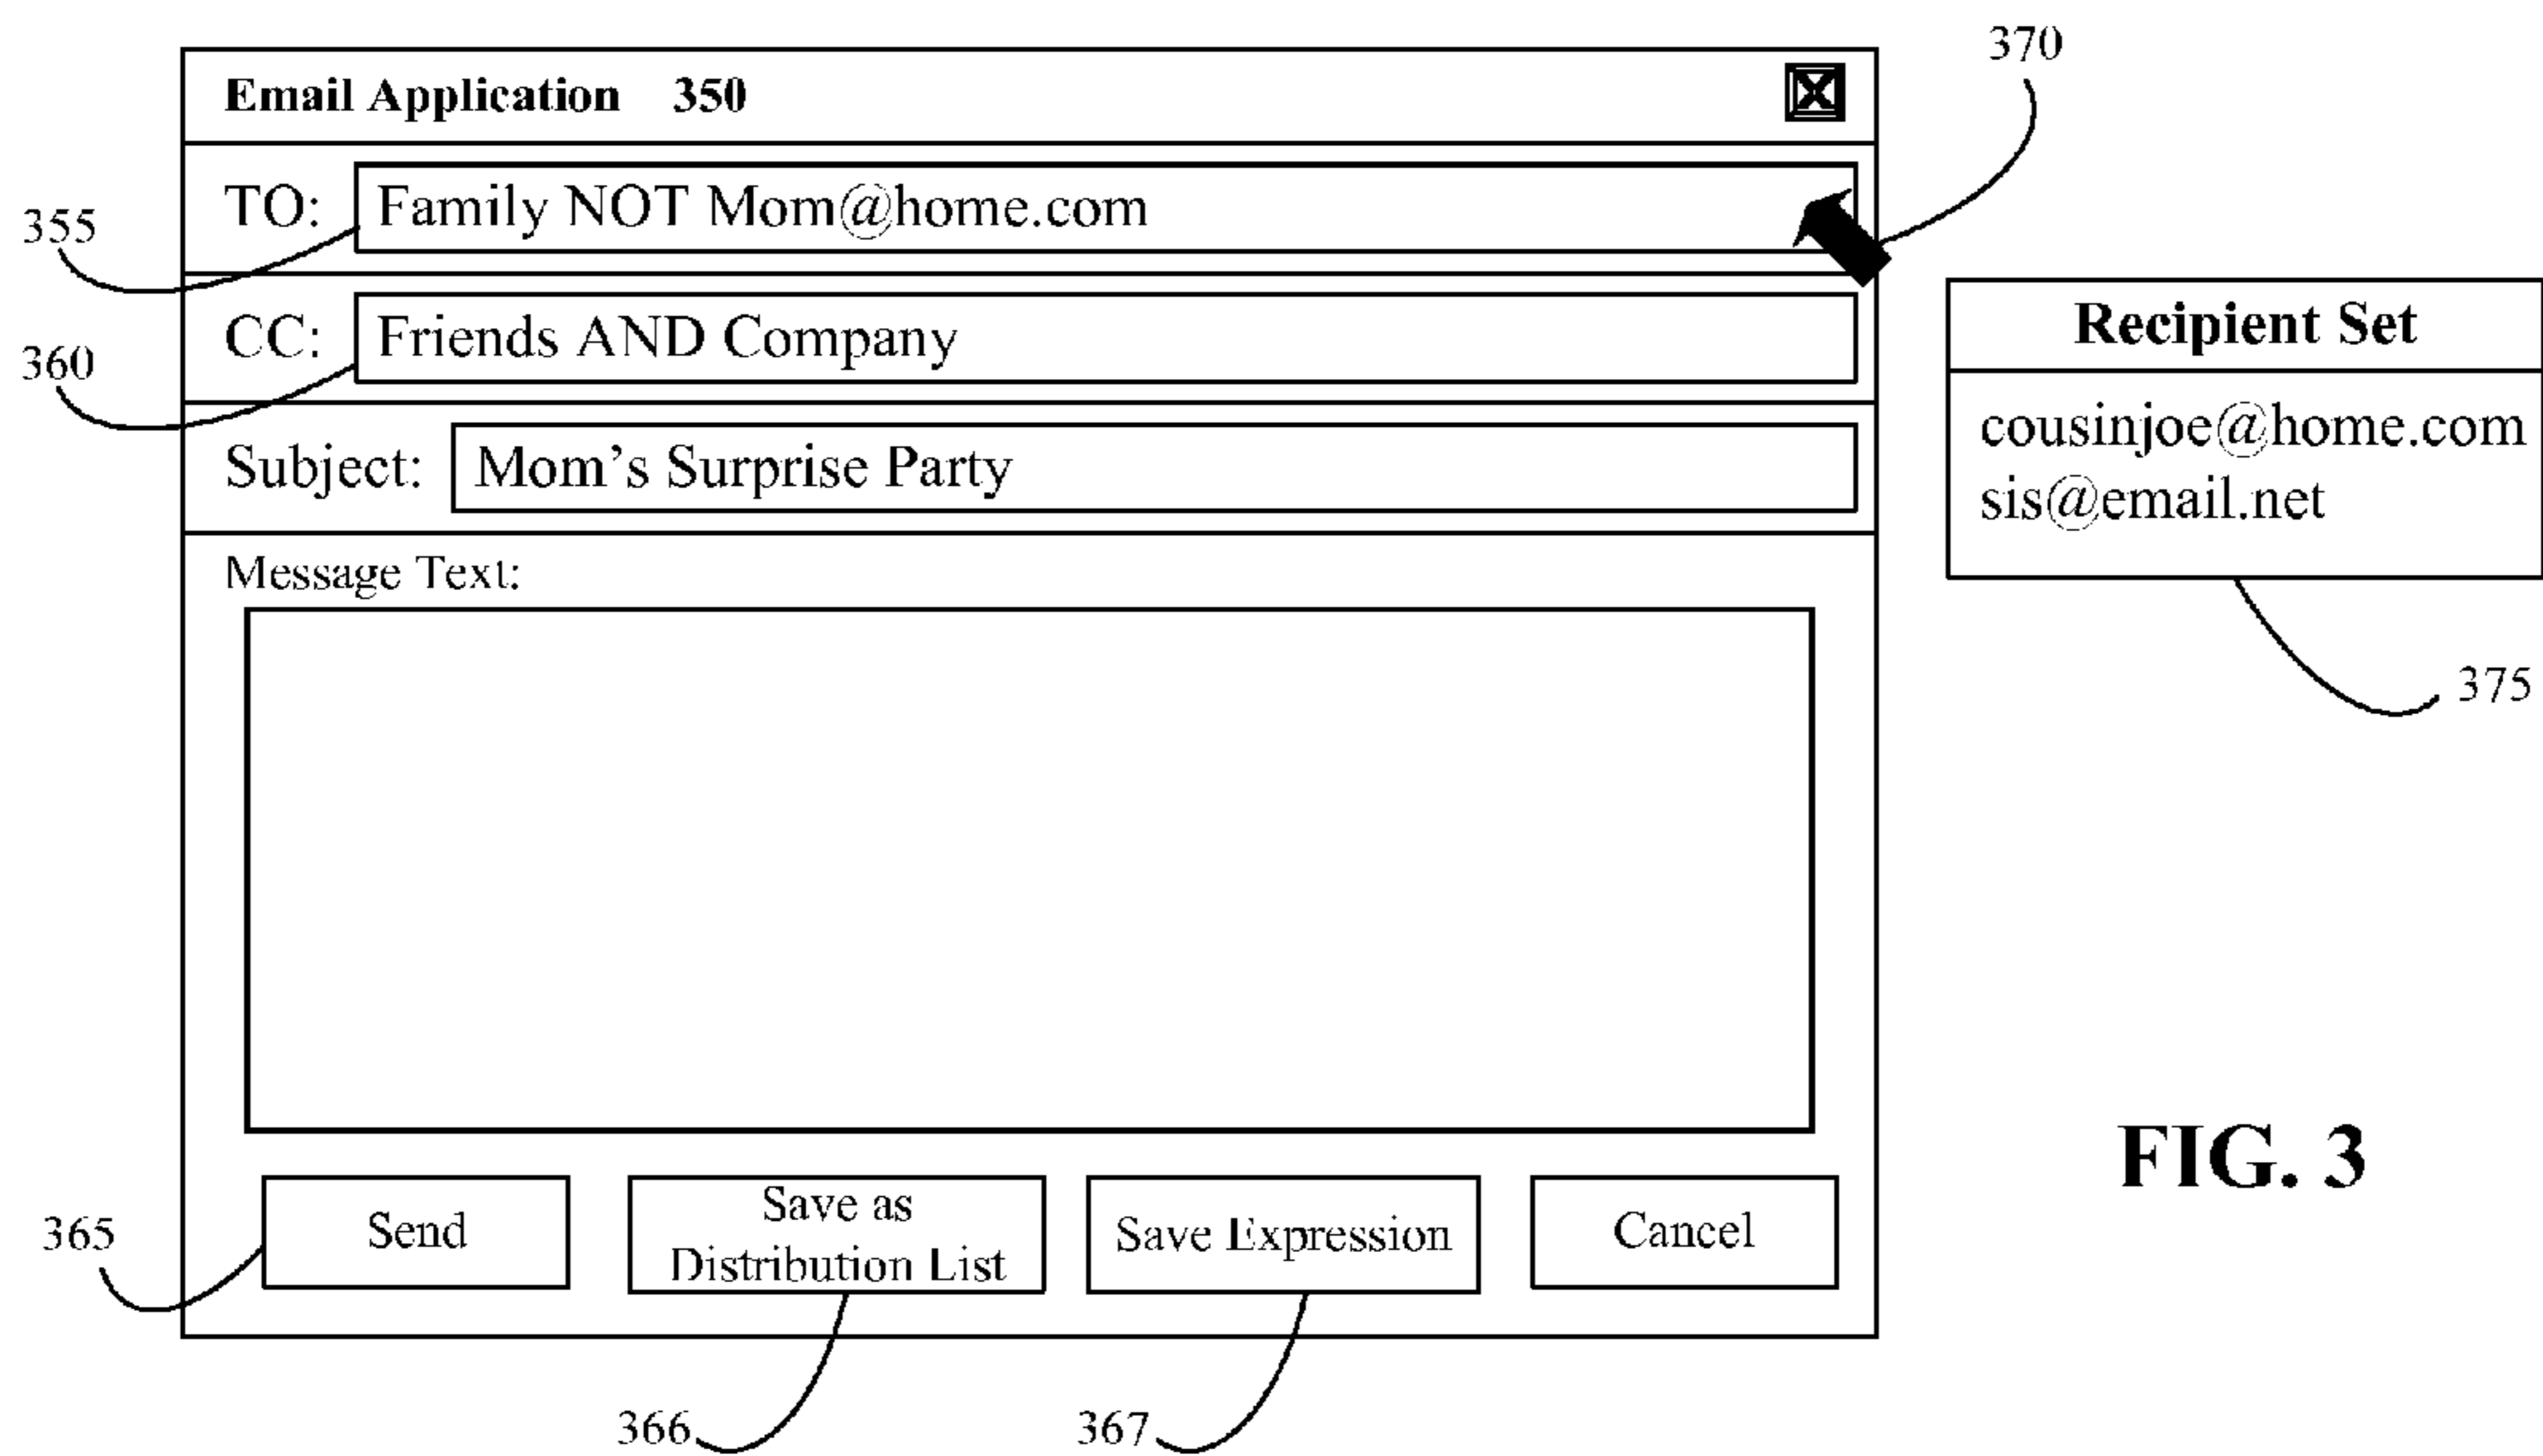 370
Email Application 350
TO: Family NOT Mom@home.com
355
CC: Friends AND Company
360
Recipient Set
cousinjoe@home.com
sis@email.net
375
Subject: Mom’s Surprise Party
Message Text:
FIG. 3
365
Send
Save as
Distribution List
Save Expression
Cancel
366
367